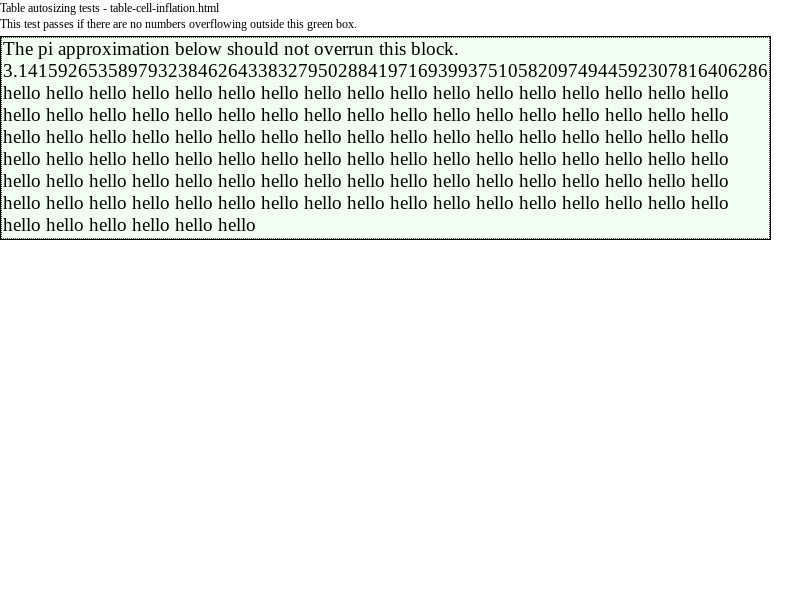 Table autosizing tests - table-cell-inflation.html
This test passes if there are no numbers overflowing outside this green box.
The pi approximation below should not overrun this block.
3.141592653589793238462643383279502884197169399375105820974944592307816406286
hello hello hello hello hello hello hello hello hello hello hello hello hello hello hello hello hello
hello hello hello hello hello hello hello hello hello hello hello hello hello hello hello hello hello
hello hello hello hello hello hello hello hello hello hello hello hello hello hello hello hello hello
hello hello hello hello hello hello hello hello hello hello hello hello hello hello hello hello hello
hello hello hello hello hello hello hello hello hello hello hello hello hello hello hello hello hello
hello hello hello hello hello hello hello hello hello hello hello hello hello hello hello hello hello
hello hello hello hello hello hello